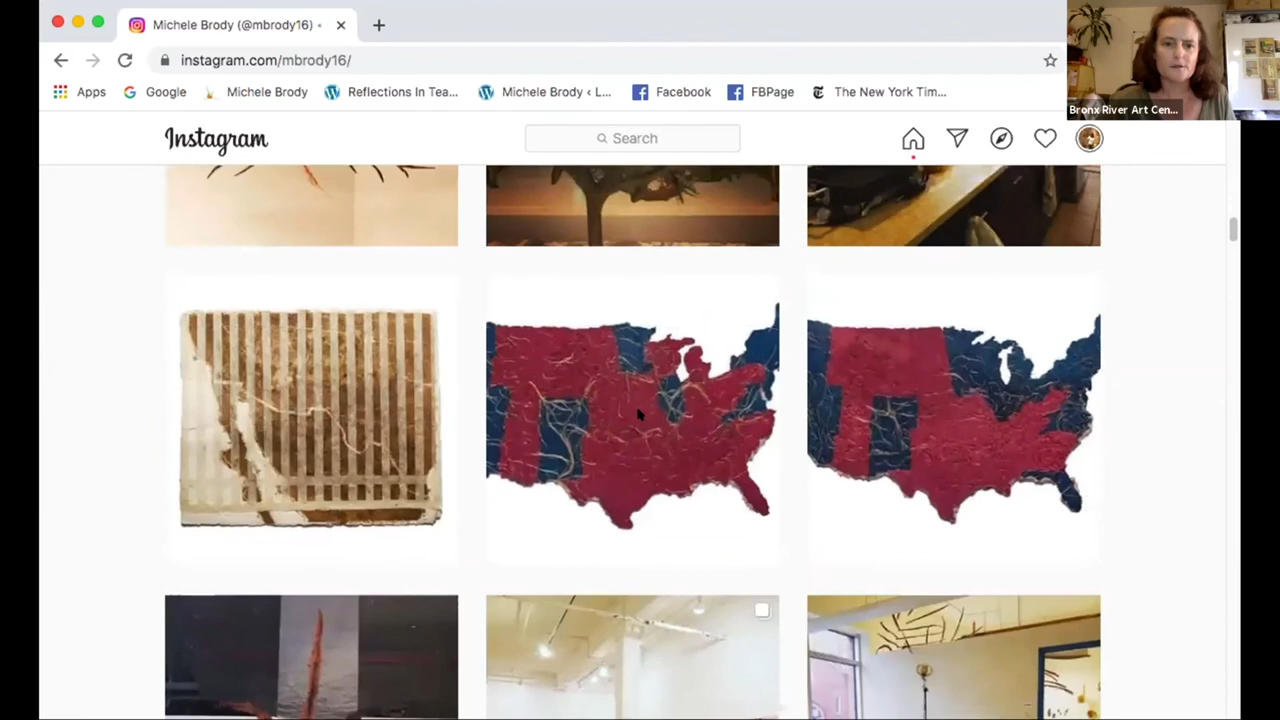 Michele Brody (@mbrody16) •
instagram.com/mbrody16/
Apps Google Michele Brody Reflections In Tea... Michele Brody ‹ L... Facebook FBPage The New York Tim...
Bronx River Art Cen...
Instagram Search